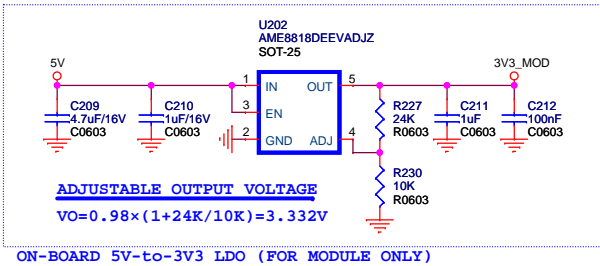 U202
AME8818DEEVADJZ
SOT-25
5V
3V3_MOD
1
IN
OUT
5
3
EN
2
GND
ADJ
4
C209
4.7uF/16V
C0603
C210
1uF/16V
C0603
R227
24K
R0603
C211
1uF
C0603
C212
100nF
C0603
R230
10K
R0603
ADJUSTABLE OUTPUT VOLTAGE
VO=0.98×(1+24K/10K)=3.332V
ON-BOARD 5V-to-3V3 LDO (FOR MODULE ONLY)